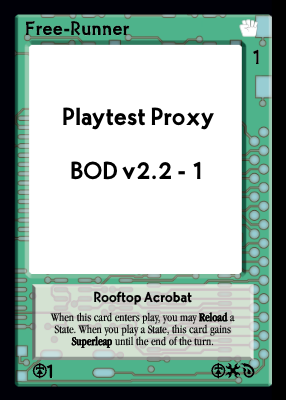 Free-Runner
1
Playtest Proxy
BOD v2.2 - 1
Rooftop Acrobat
When this card enters play, you may Reload a
State. When you play a State, this card gains
Superleap until the end of the turn.
1